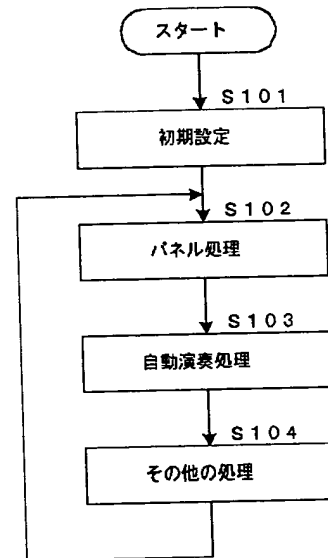 スタート
S101
初期設定
S102
パネル処理
S103
自動演奏処理
S104
その他の処理